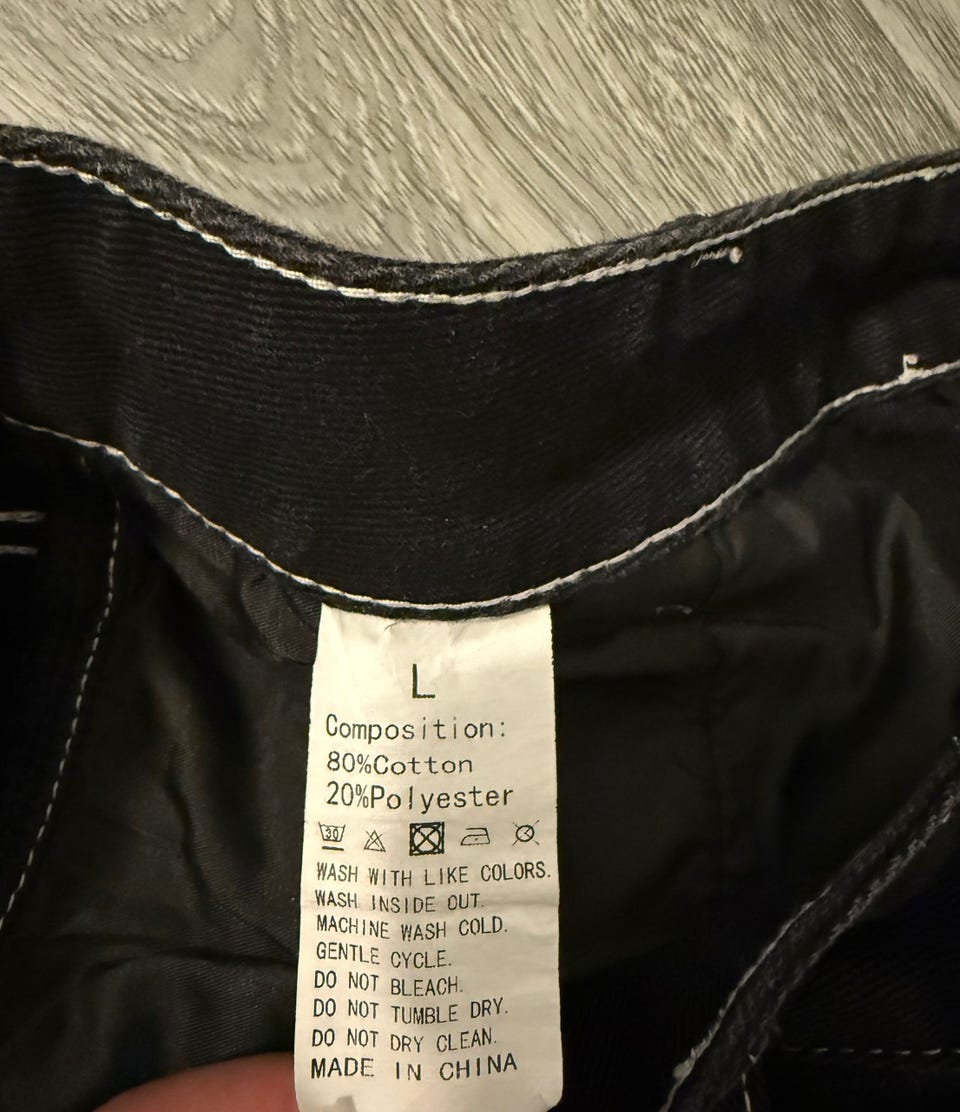 L
Composition:
80%Cotton
20%Polyester
30
WASH WITH LIKE COLORS.
WASH INSIDE OUT.
MACHINE WASH COLD.
GENTLE CYCLE.
DO NOT BLEACH.
DO NOT TUMBLE DRY.
DO NOT DRY CLEAN.
MADE IN CHINA